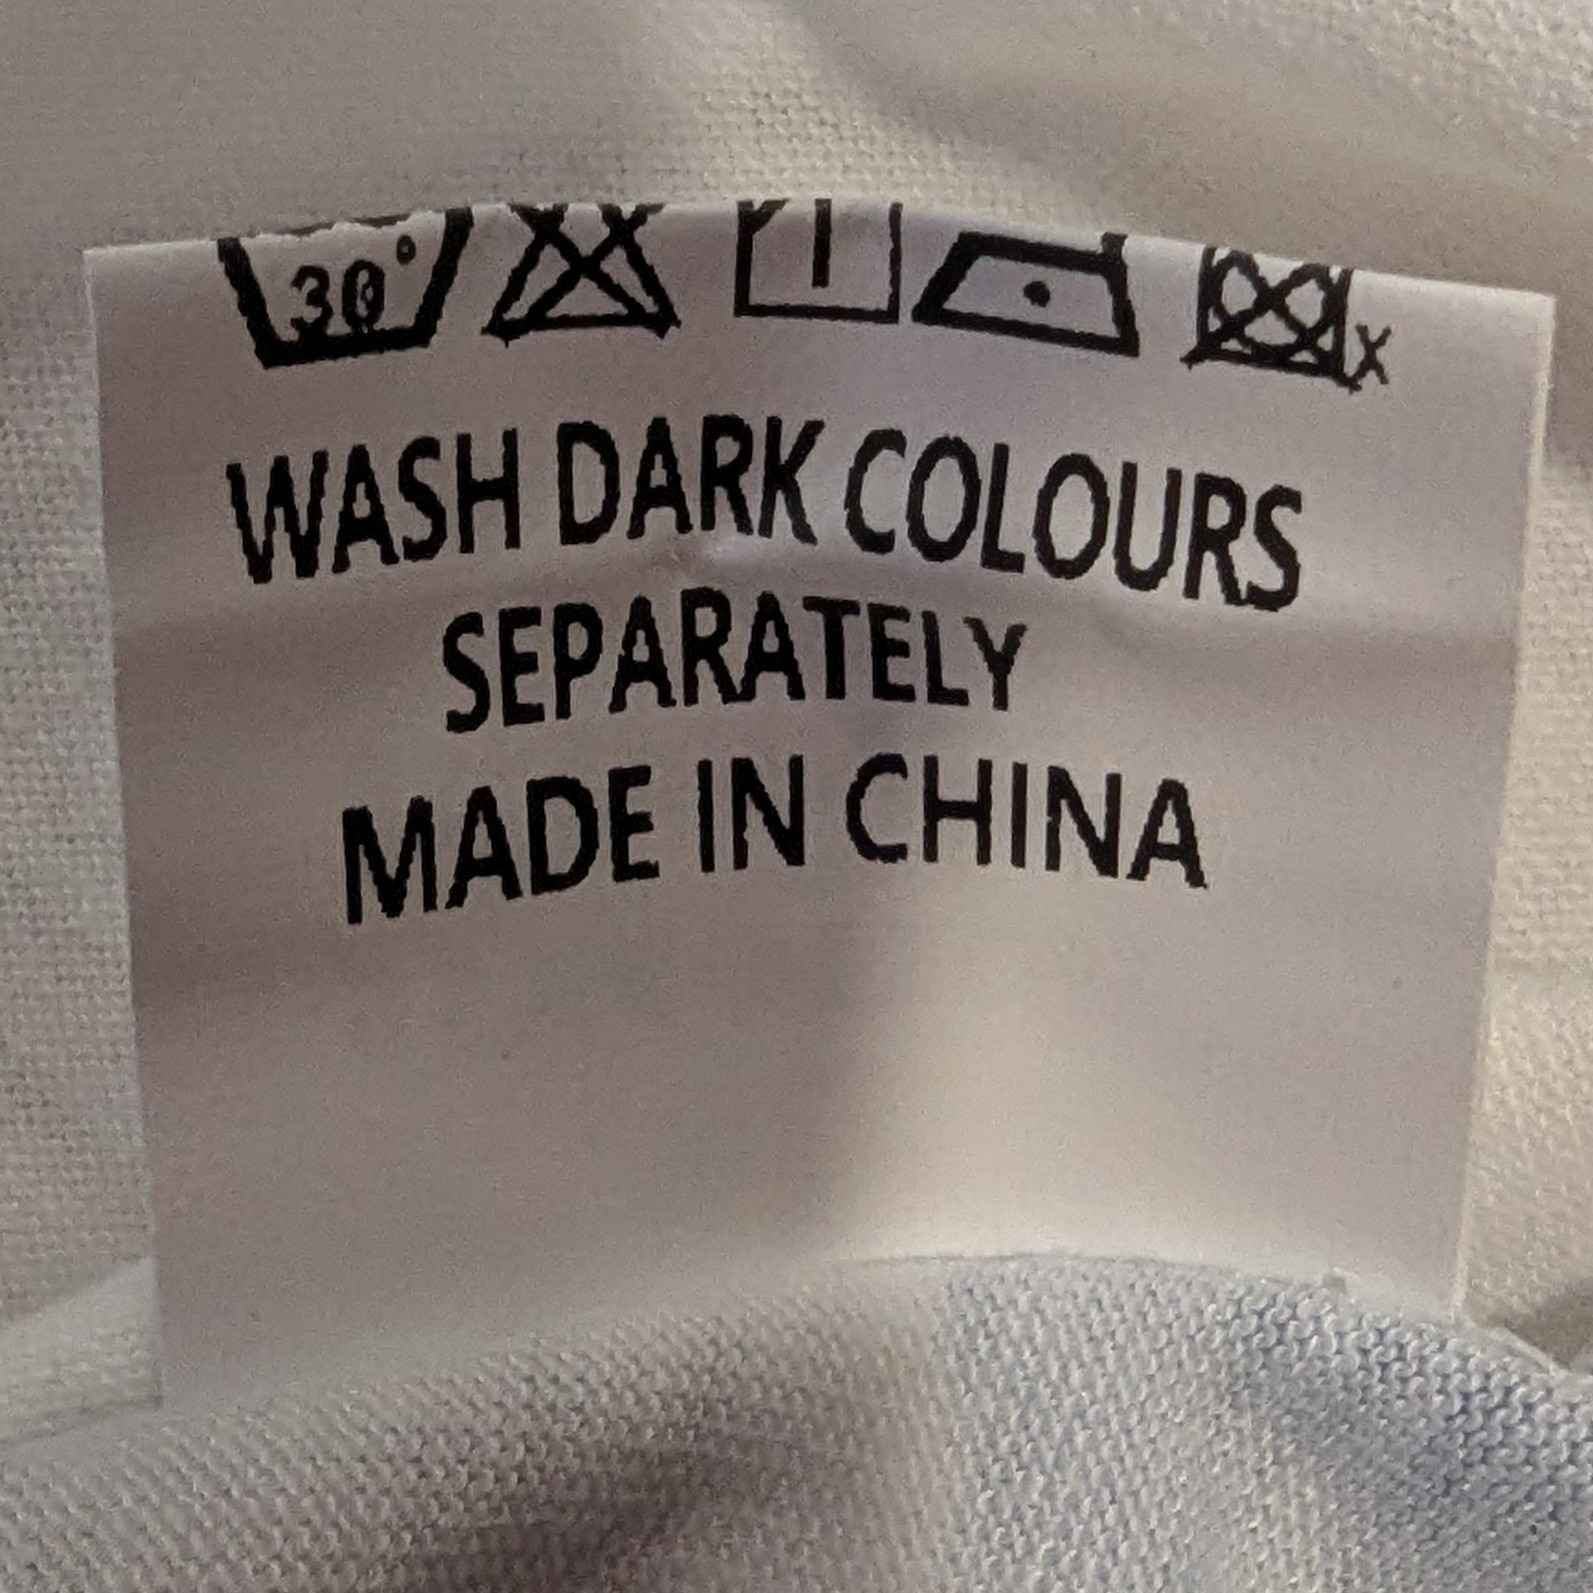 30°
x
WASH DARK COLOURS
SEPARATELY
MADE IN CHINA